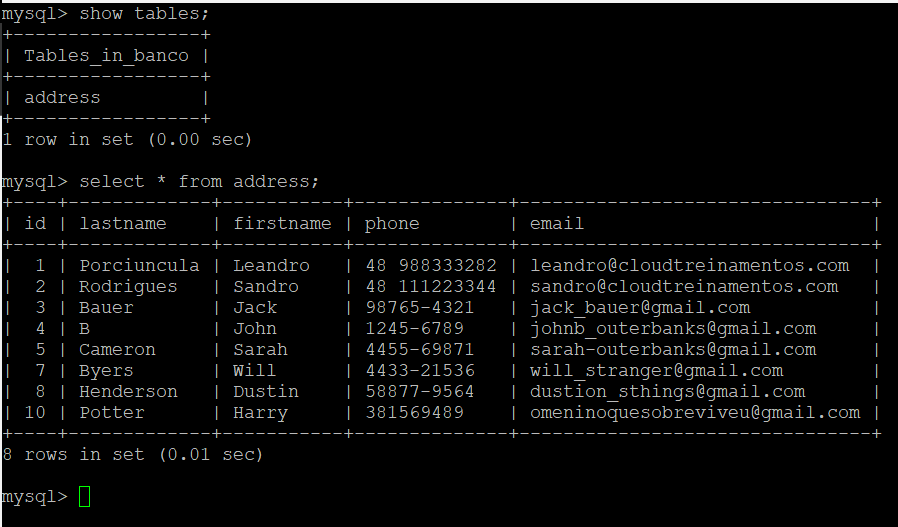 mysql> show tables;
+-----------------+
| Tables_in_banco |
+-----------------+
| address         |
+-----------------+
1 row in set (0.00 sec)
mysql> select * from address;
+----+-------------+-----------+--------------+--------------------------------+
| id | lastname    | firstname | phone        | email                          |
+----+-------------+-----------+--------------+--------------------------------+
|  1 | Porciuncula | Leandro   | 48 988333282 | leandro@cloudtreinamentos.com  |
|  2 | Rodrigues   | Sandro    | 48 111223344 | sandro@cloudtreinamentos.com   |
|  3 | Bauer       | Jack      | 98765-4321   | jack_bauer@gmail.com           |
|  4 | B           | John      | 1245-6789    | johnb_outerbanks@gmail.com     |
|  5 | Cameron     | Sarah     | 4455-69871   | sarah-outerbanks@gmail.com     |
|  7 | Byers       | Will      | 4433-21536   | will_stranger@gmail.com        |
|  8 | Henderson   | Dustin    | 58877-9564   | dustion_sthings@gmail.com      |
| 10 | Potter      | Harry     | 381569489    | omeninoquesobreviveu@gmail.com |
+----+-------------+-----------+--------------+--------------------------------+
8 rows in set (0.01 sec)
mysql>